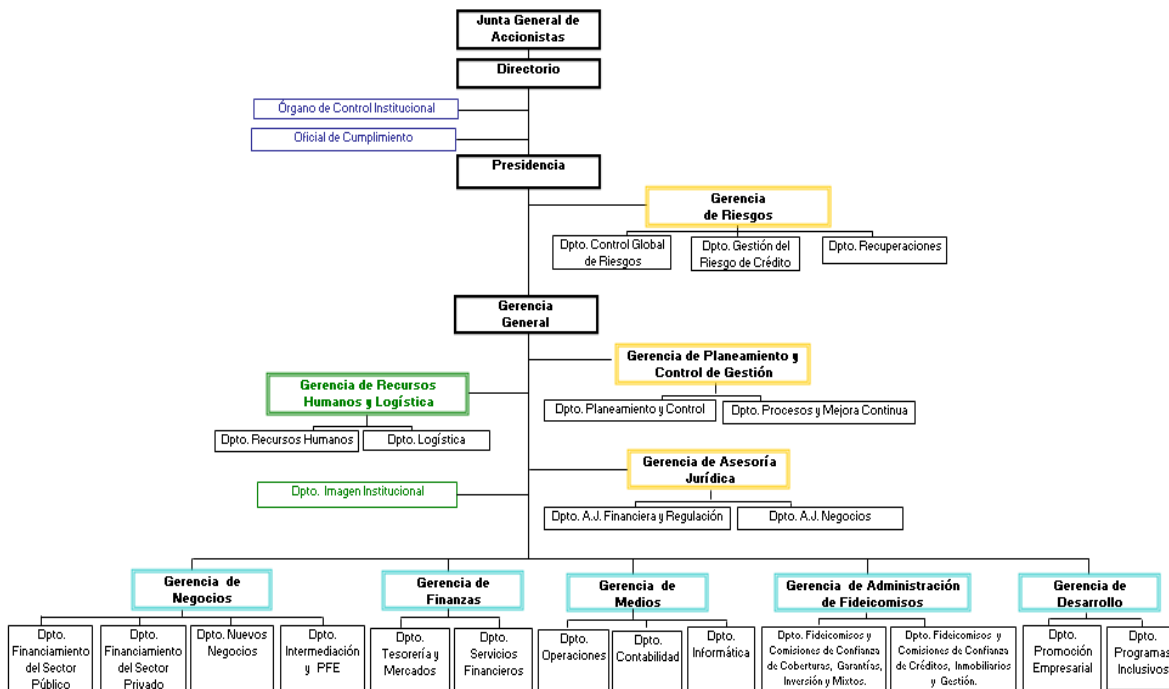 Junta General de
Accionistas
Directorio
Órgano de Control Institucional
Oficial de Cumplimiento
Presidencia
Gerencia
de Riesgos
Dpto. Control Global
de Riesgos
Dpto. Gestión del
Riesgo de Crédito
Dpto. Recuperaciones
Gerencia
General
Gerencia de Planeamiento y
Control de Gestión
Dpto. Planeamiento y Control
Dpto. Procesos y Mejora Continua
Gerencia de Recursos
Humanos y Logística
Dpto. Recursos Humanos
Dpto. Logística
Gerencia de Asesoría
Jurídica
Dpto. A.J. Financiera y Regulación
Dpto. A.J. Negocios
Dpto. Imagen Institucional
Gerencia de
Negocios
Dpto.
Financiamiento
del Sector
Público
Dpto.
Financiamiento
del Sector
Privado
Dpto. Nuevos
Negocios
Dpto.
Intermediación
y PFE
Gerencia de
Finanzas
Dpto.
Tesorería y
Mercados
Dpto.
Servicios
Financieros
Gerencia de
Medios
Dpto.
Operaciones
Dpto.
Contabilidad
Dpto.
Informática
Gerencia de Administración
de Fideicomisos
Dpto. Fideicomisos y
Comisiones de Confianza
de Coberturas, Garantías,
Inversión y Mixtos.
Dpto. Fideicomisos y
Comisiones de Confianza
de Créditos, Inmobiliarios
y Gestión.
Gerencia de
Desarrollo
Dpto.
Promoción
Empresarial
Dpto.
Programas
Inclusivos